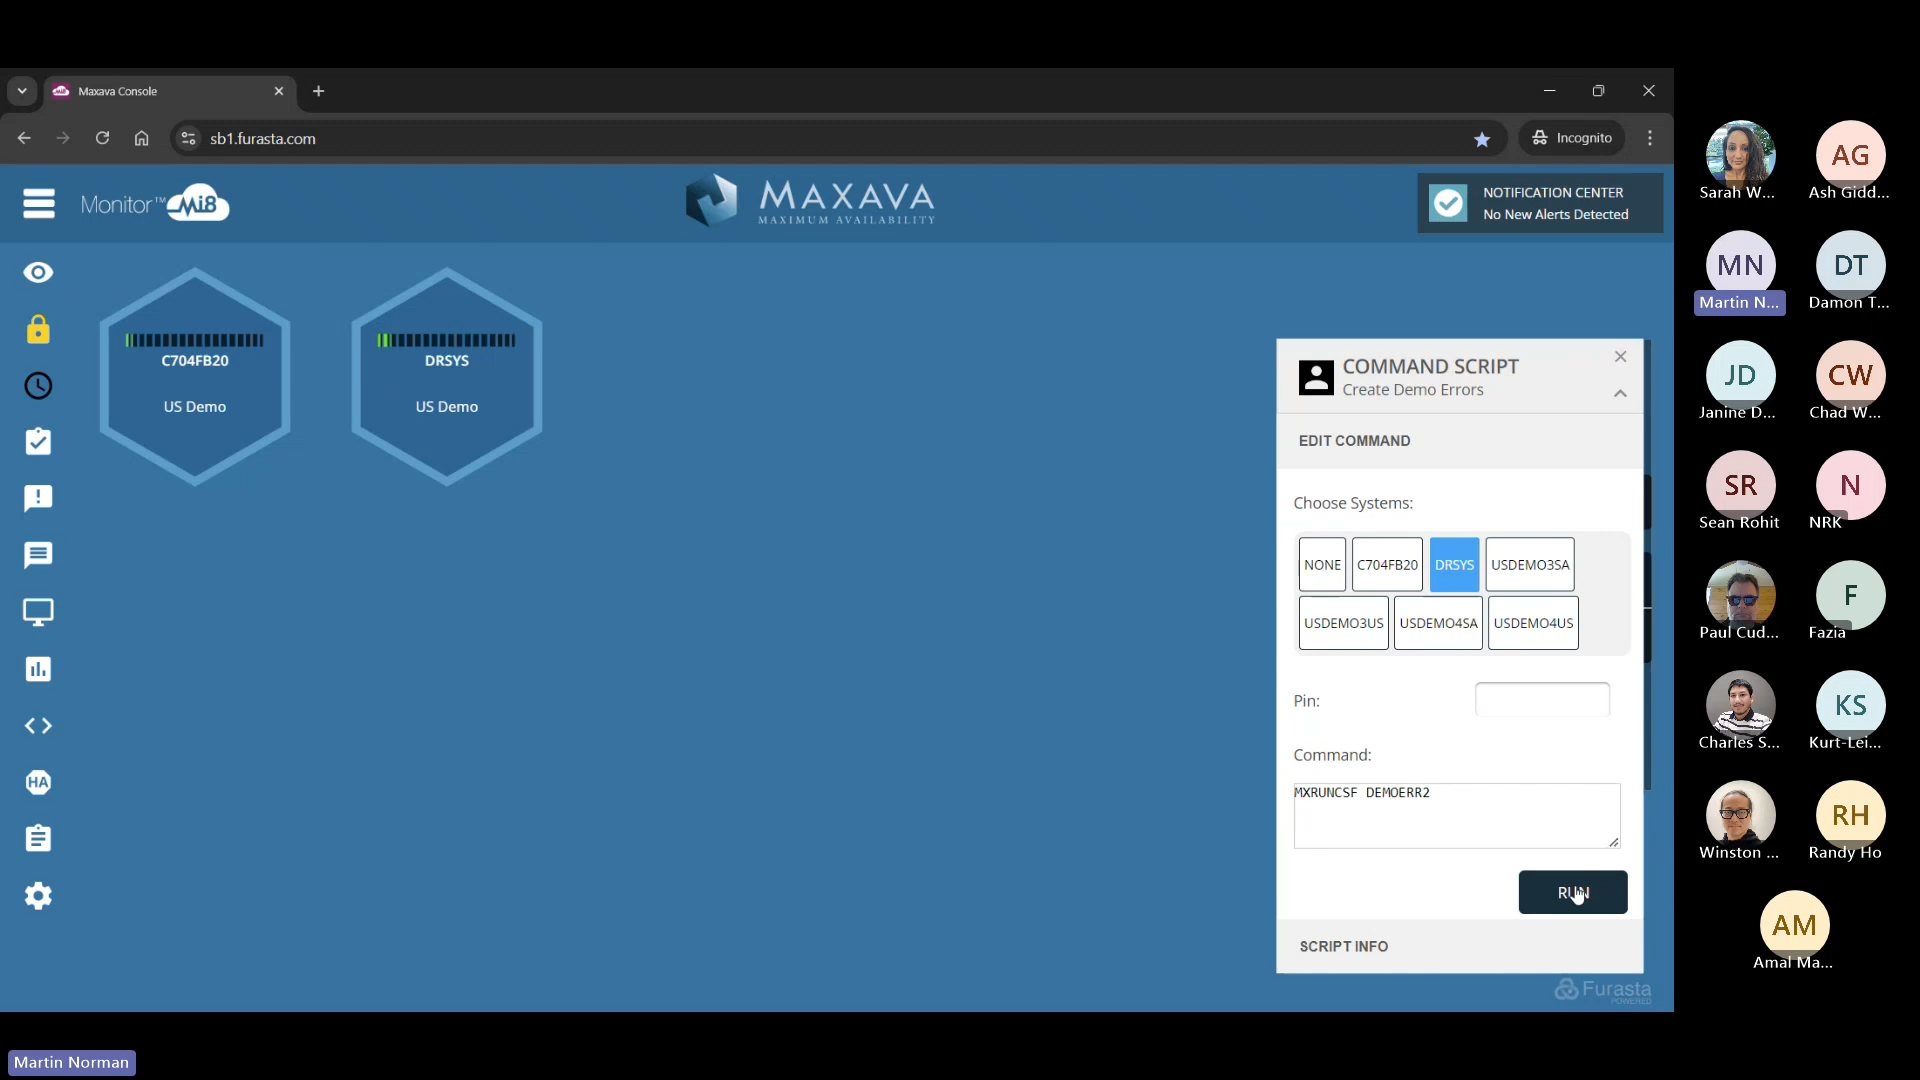 Maxava Console
sb1.furasta.com
Incognito
Monitor™ Mi8
MAXAVA
MAXIMUM AVAILABILITY
NOTIFICATION CENTER
No New Alerts Detected
C704FB20
US Demo
DRSYS
US Demo
HA
COMMAND SCRIPT
Create Demo Errors
EDIT COMMAND
Choose Systems:
NONE C704FB20 DRSYS USDEMO3SA
USDEMO3US USDEMO4SA USDEMO4US
Pin:
Command:
MXRUNCSF DEMOERR2
RUN
SCRIPT INFO
Furasta
POWERED
Sarah W...
AG
Ash Gidd...
MN
Martin N...
DT
Damon T...
JD
Janine D...
CW
Chad W...
SR
Sean Rohit
N
NRK
Paul Cud...
F
Fazia
Charles S...
KS
Kurt-Lei...
Winston ...
RH
Randy Ho
AM
Amal Ma...
Martin Norman